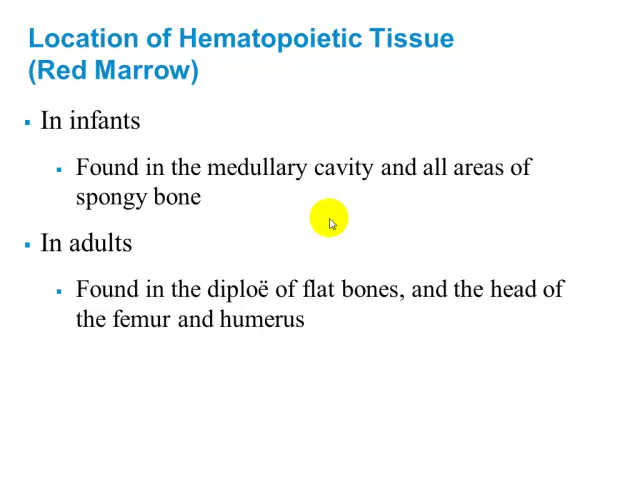 Location of Hematopoietic Tissue
(Red Marrow)
▪ In infants
▪ Found in the medullary cavity and all areas of
spongy bone
▪ In adults
▪ Found in the diploë of flat bones, and the head of
the femur and humerus